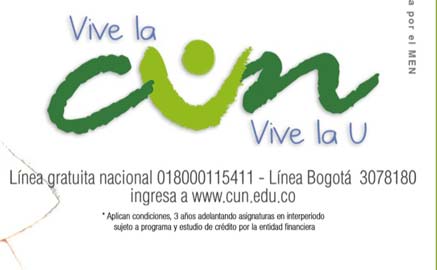 a por el MEN
Vive la
cun
Vive la U
Línea gratuita nacional 018000115411 - Línea Bogotá 3078180
ingresa a www.cun.edu.co
* Aplican condiciones, 3 años adelantando asignaturas en interperiodo
sujeto a programa y estudio de crédito por la entidad financiera